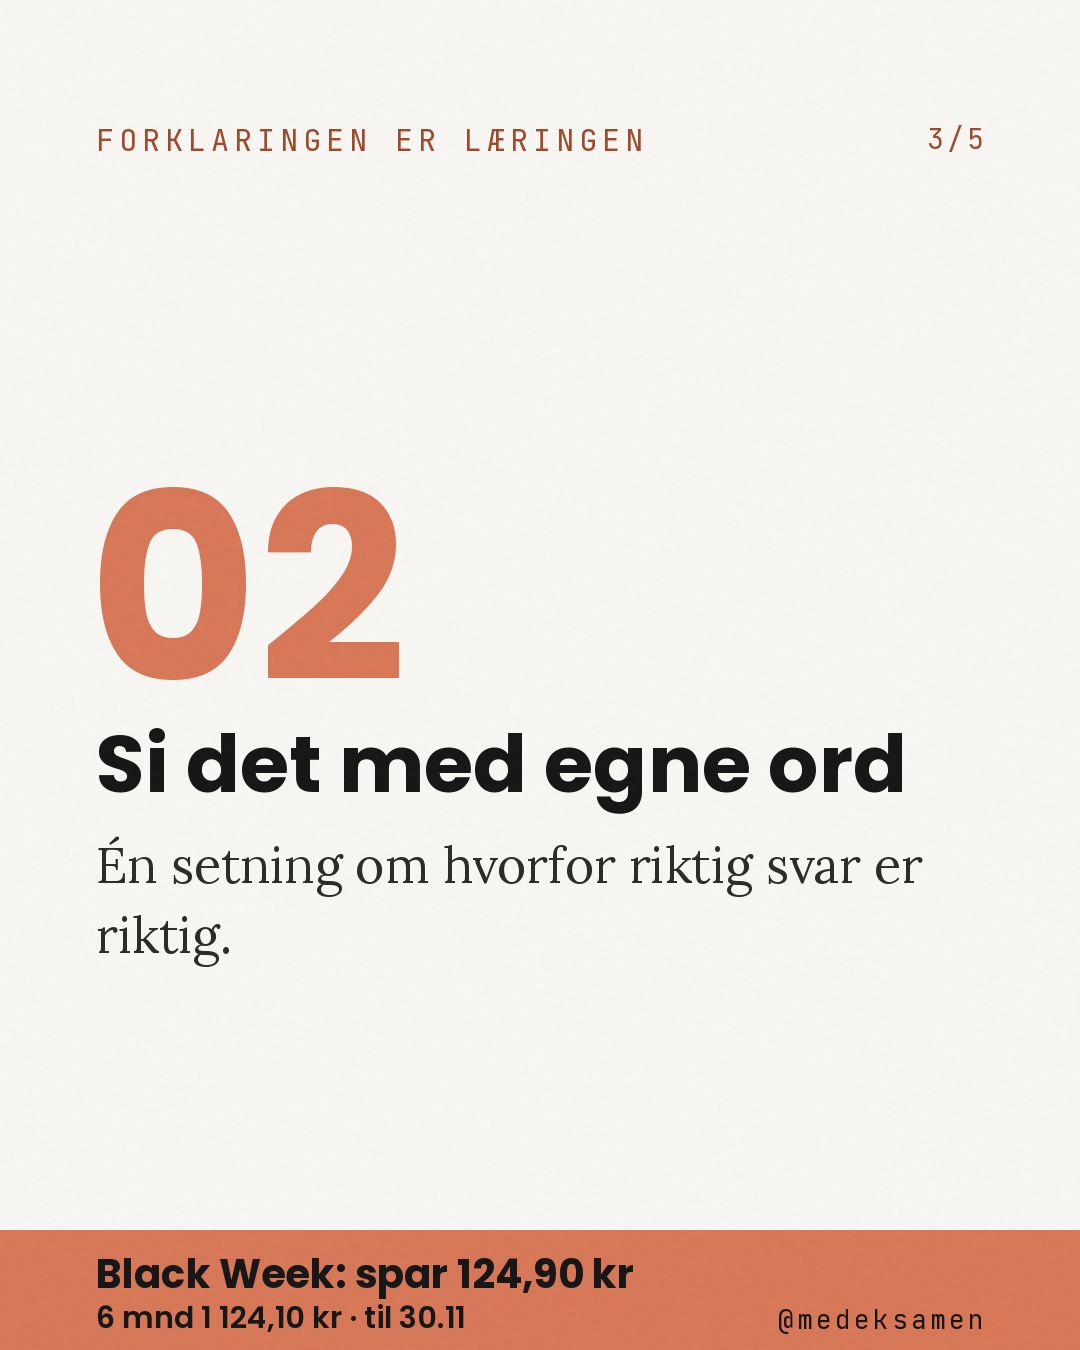 FORKLARINGEN ER LÆRINGEN
3/5
02
Si det med egne ord
Én setning om hvorfor riktig svar er
riktig.
Black Week: spar 124,90 kr
6 mnd 1 124,10 kr · til 30.11
@medeksamen